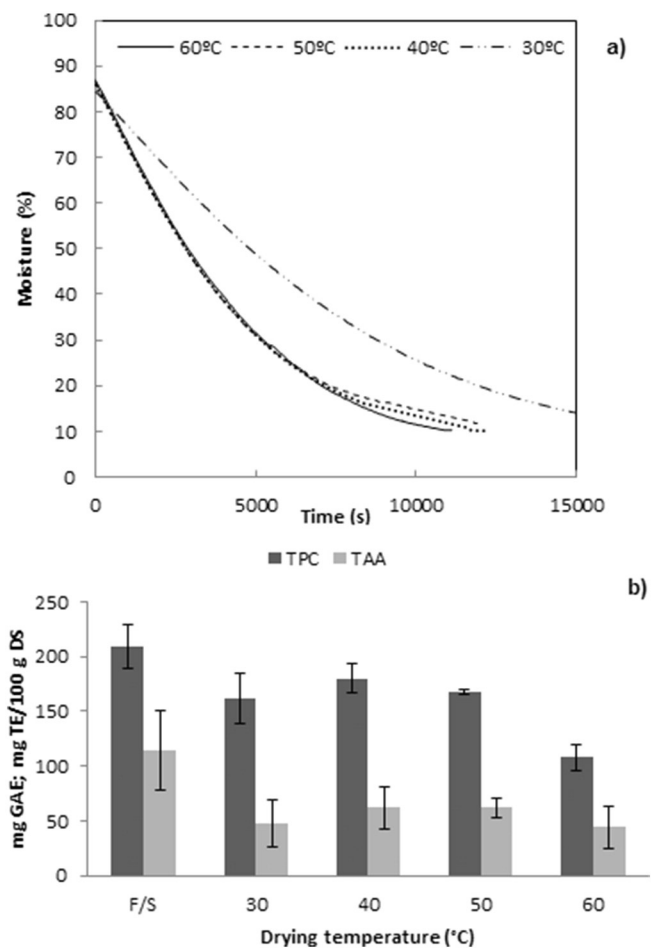 100
90
80
70
60
50
40
30
20
10
0
Moisture (%)
60ºC 50ºC 40ºC 30ºC
a)
0 5000 10000 15000
Time (s)
TPC TAA
b)
250
200
150
100
50
0
mg GAE; mg TE/100 g DS
F/S 30 40 50 60
Drying temperature (°C)